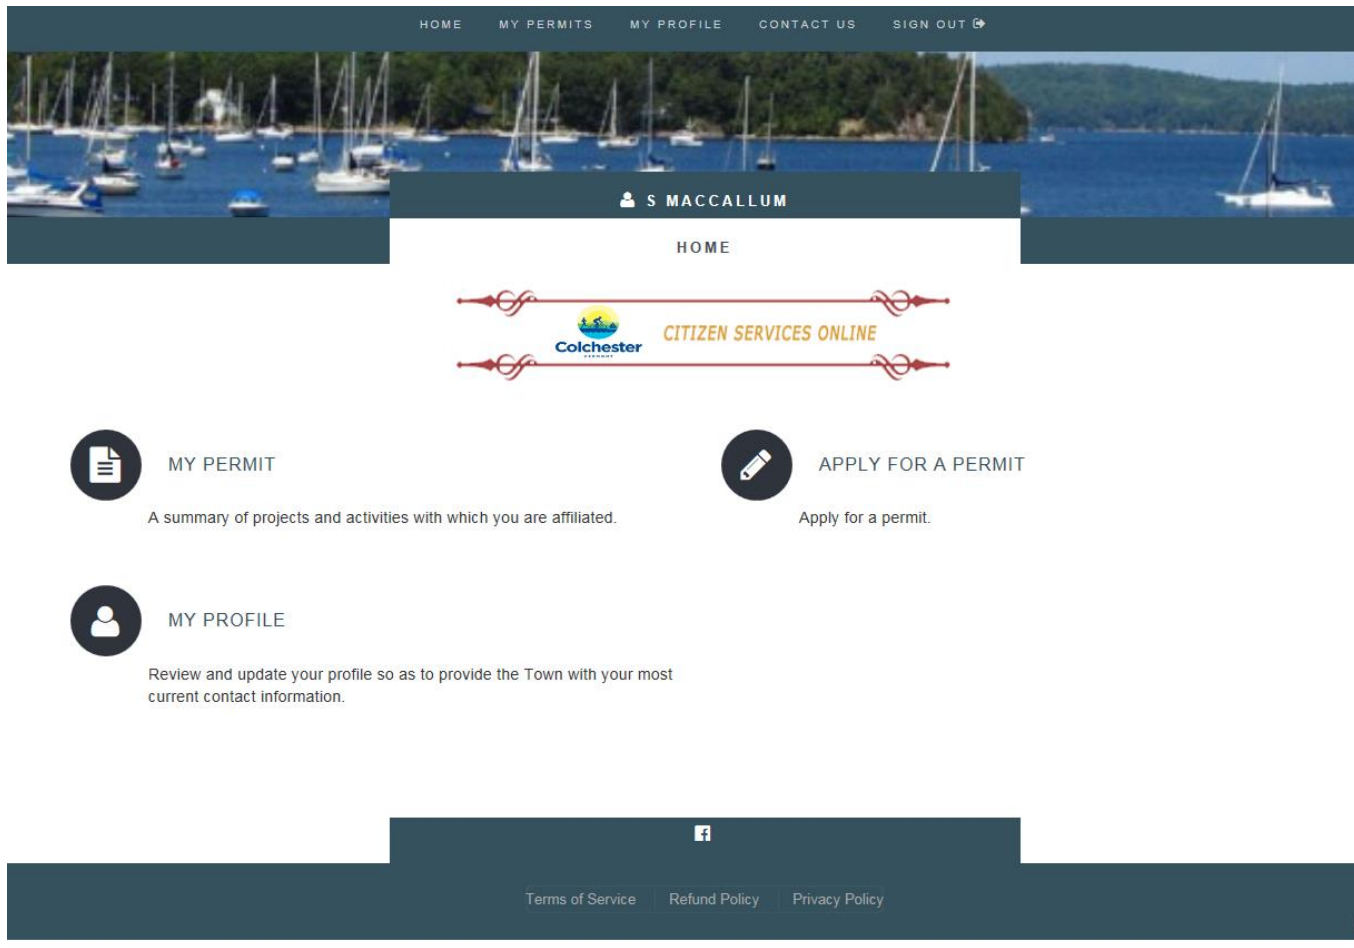 HOME MY PERMITS MY PROFILE CONTACT US SIGN OUT
S MACCALLUM
HOME
CITIZEN SERVICES ONLINE
Colchester
VERMONT
MY PERMIT
A summary of projects and activities with which you are affiliated.
APPLY FOR A PERMIT
Apply for a permit.
MY PROFILE
Review and update your profile so as to provide the Town with your most
current contact information.
Terms of Service Refund Policy Privacy Policy